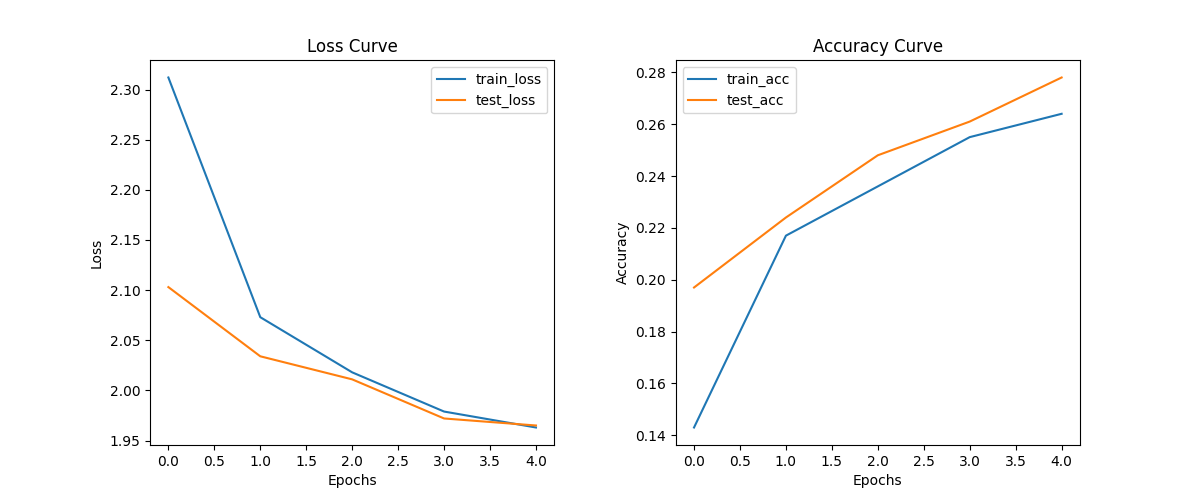 Loss Curve
train_loss
test_loss
2.30
2.25
2.20
2.15
2.10
2.05
2.00
1.95
Loss
0.0 0.5 1.0 1.5 2.0 2.5 3.0 3.5 4.0
Epochs
Accuracy Curve
train_acc
test_acc
0.28
0.26
0.24
0.22
0.20
0.18
0.16
0.14
Accuracy
0.0 0.5 1.0 1.5 2.0 2.5 3.0 3.5 4.0
Epochs